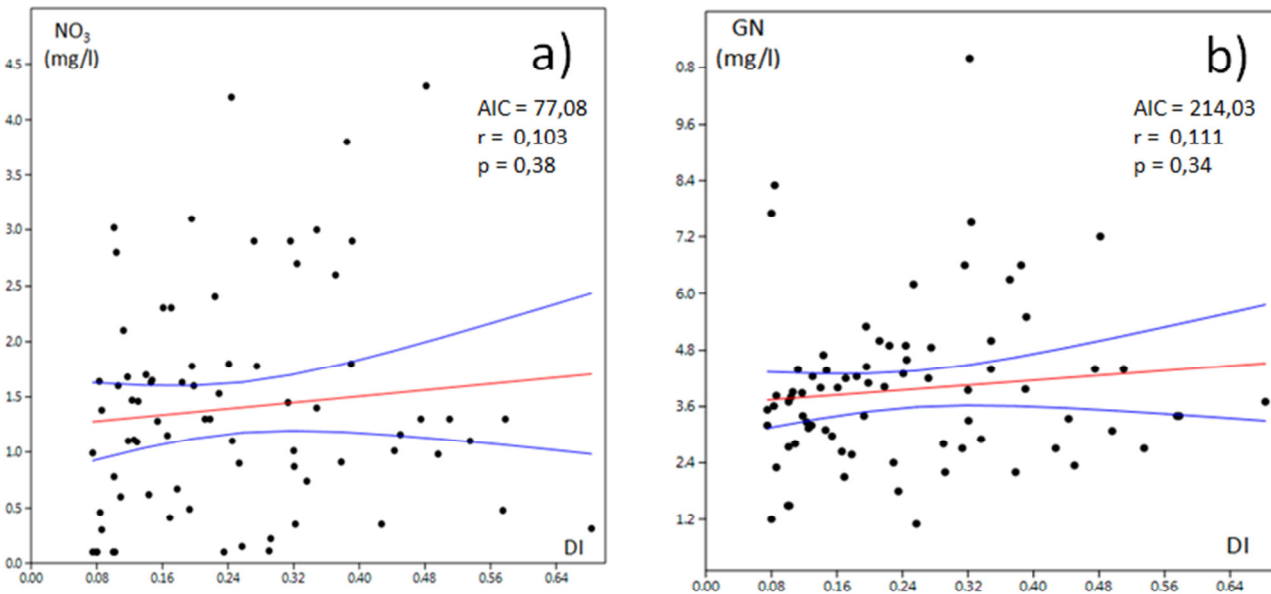 NO3
(mg/l)
a)
AIC = 77,08
r = 0,103
p = 0,38
4.5
4.0
3.5
3.0
2.5
2.0
1.5
1.0
0.5
0.0
DI
0.00 0.08 0.16 0.24 0.32 0.40 0.48 0.56 0.64
GN
(mg/l)
b)
AIC = 214,03
r = 0,111
p = 0,34
0.8
9.6
8.4
7.2
6.0
4.8
3.6
2.4
1.2
DI
0.00 0.08 0.16 0.24 0.32 0.40 0.48 0.56 0.64